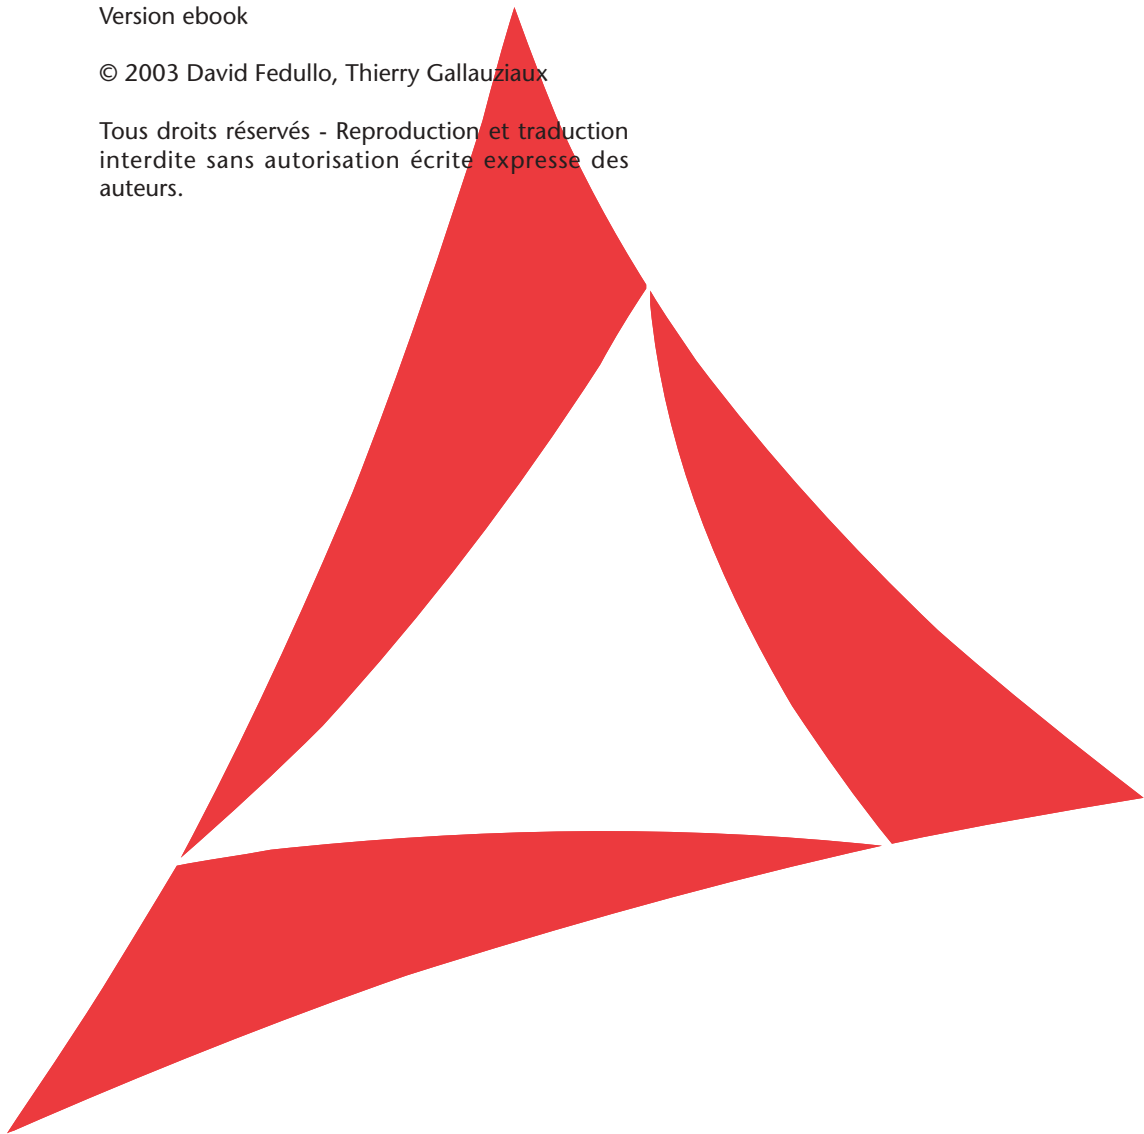 Version ebook
© 2003 David Fedullo, Thierry Gallauziaux
Tous droits réservés - Reproduction et traduction
interdite sans autorisation écrite expresse des
auteurs.